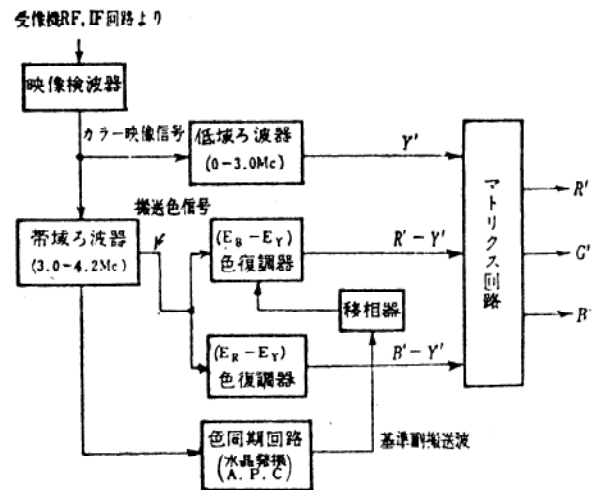 受像機RF, IF回路より
映像検波器
カラー映像信号
低域ろ波器
(0-3.0Mc)
Y'
搬送色信号
帯域ろ波器
(3.0-4.2Mc)
(E_B-E_Y)
色復調器
R'-Y'
移相器
(E_R-E_Y)
色復調器
B'-Y'
マトリクス回路
R'
G'
B'
色同期回路
(水晶発振
A. P. C)
基準副搬送波